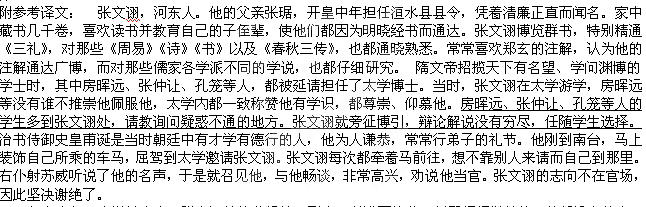 附参考译文：　张文诩，河东人。他的父亲张琚，开皇中年担任洹水县县令，凭着清廉正直而闻名。家中
藏书几千卷，喜欢读书并教育自己的子侄辈，使他们都因为明晓经书而通达。张文诩博览群书，特别精通
《三礼》，对那些《周易》《诗》《书》以及《春秋三传》，也都通晓熟悉。常常喜欢郑玄的注解，认为他的
注解通达广博，而对那些儒家各学派不同的学说，也都仔细研究。 隋文帝招揽天下有名望、学问渊博的
学士时，其中房晖远、张仲让、孔笼等人，都被延请担任了太学博士。当时，张文诩在太学游学，房晖远
等没有谁不推崇他佩服他，太学内都一致称赞他有学识，都尊崇、仰慕他。房晖远、张仲让、孔笼等人的
学生多到张文诩处，请教询问疑惑不通的地方。张文诩就旁征博引，辩论解说没有穷尽，任随学生选择。
治书侍御史皇甫诞是当时朝廷中有才学有德行的人，他为人谦恭，常常行弟子的礼节。他刚到南台，马上
装饰自己所乘的车马，屈驾到太学邀请张文诩。张文诩每次都牵着马前往，想不靠别人来请而自己到那里。
右仆射苏威听说了他的名声，于是就召见他，与他畅谈，非常高兴，劝说他当官。张文诩的志向不在官场，
因此坚决谢绝了。